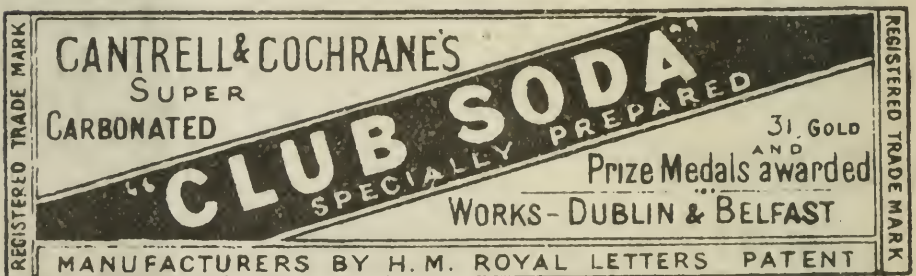 REGISTERED TRADE MARK
CANTRELL & COCHRANE'S
SUPER
CARBONATED
"CLUB SODA"
SPECIALLY PREPARED
31, GOLD
AND
Prize Medals awarded
WORKS - DUBLIN & BELFAST
REGISTERED TRADE MARK
MANUFACTURERS BY H.M. ROYAL LETTERS PATENT